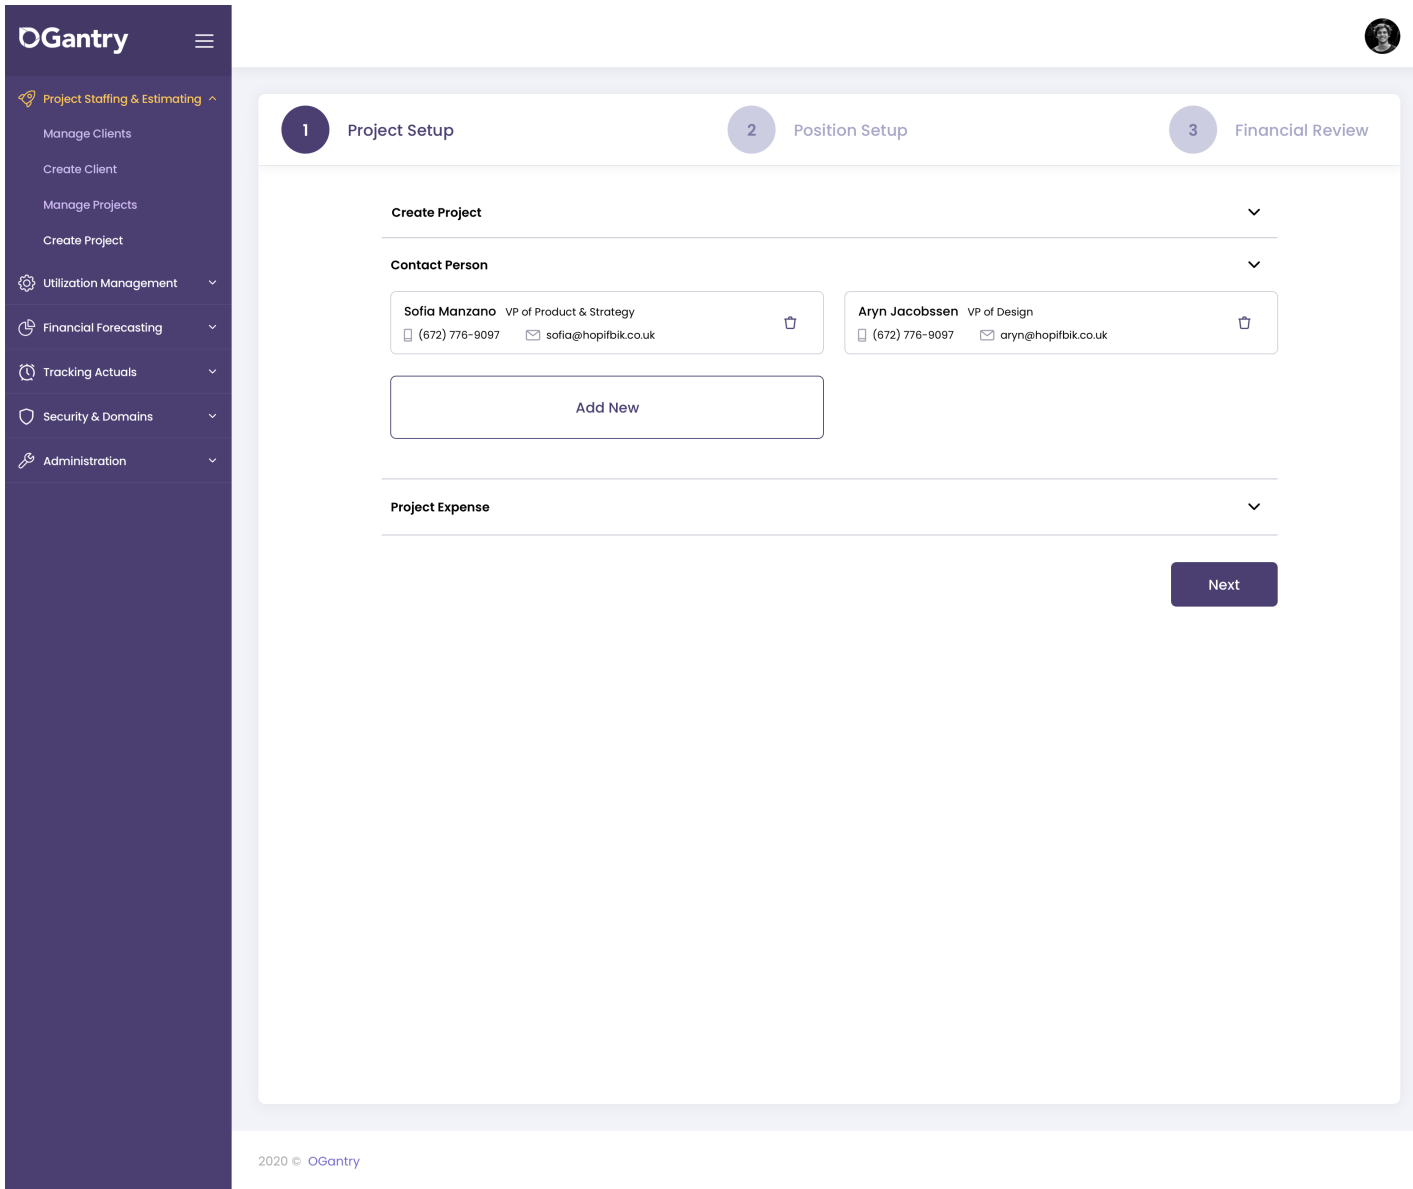 OGantry
Project Staffing & Estimating
Manage Clients
Create Client
Manage Projects
Create Project
Utilization Management
Financial Forecasting
Tracking Actuals
Security & Domains
Administration
1 Project Setup
2 Position Setup
3 Financial Review
Create Project
Contact Person
Sofia Manzano VP of Product & Strategy
(672) 776-9097 sofia@hopifbik.co.uk
Aryn Jacobssen VP of Design
(672) 776-9097 aryn@hopifbik.co.uk
Add New
Project Expense
Next
2020 © OGantry